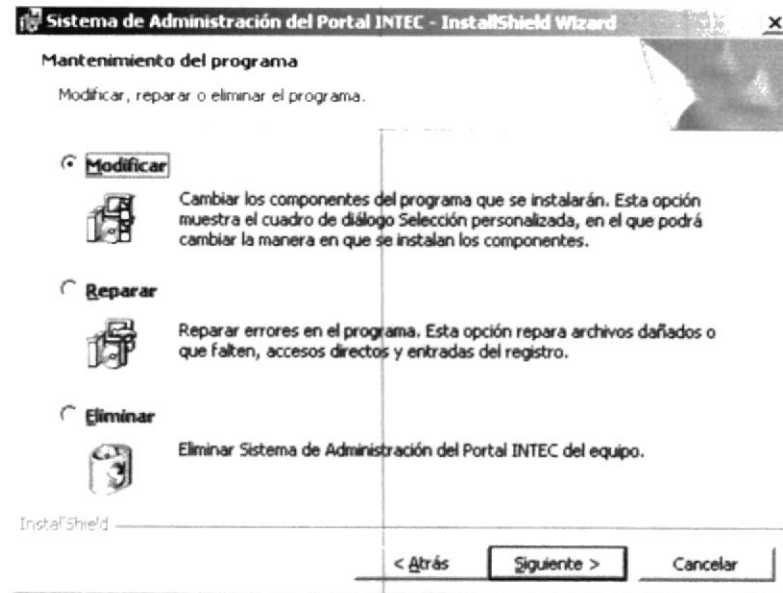 Sistema de Administración del Portal INTEC - InstallShield Wizard
Mantenimiento del programa
Modificar, reparar o eliminar el programa.
Modificar
Cambiar los componentes del programa que se instalarán. Esta opción
muestra el cuadro de diálogo Selección personalizada, en el que podrá
cambiar la manera en que se instalan los componentes.
Reparar
Reparar errores en el programa. Esta opción repara archivos dañados o
que falten, accesos directos y entradas del registro.
Eliminar
Eliminar Sistema de Administración del Portal INTEC del equipo.
InstallShield
< Atrás
Siguiente >
Cancelar